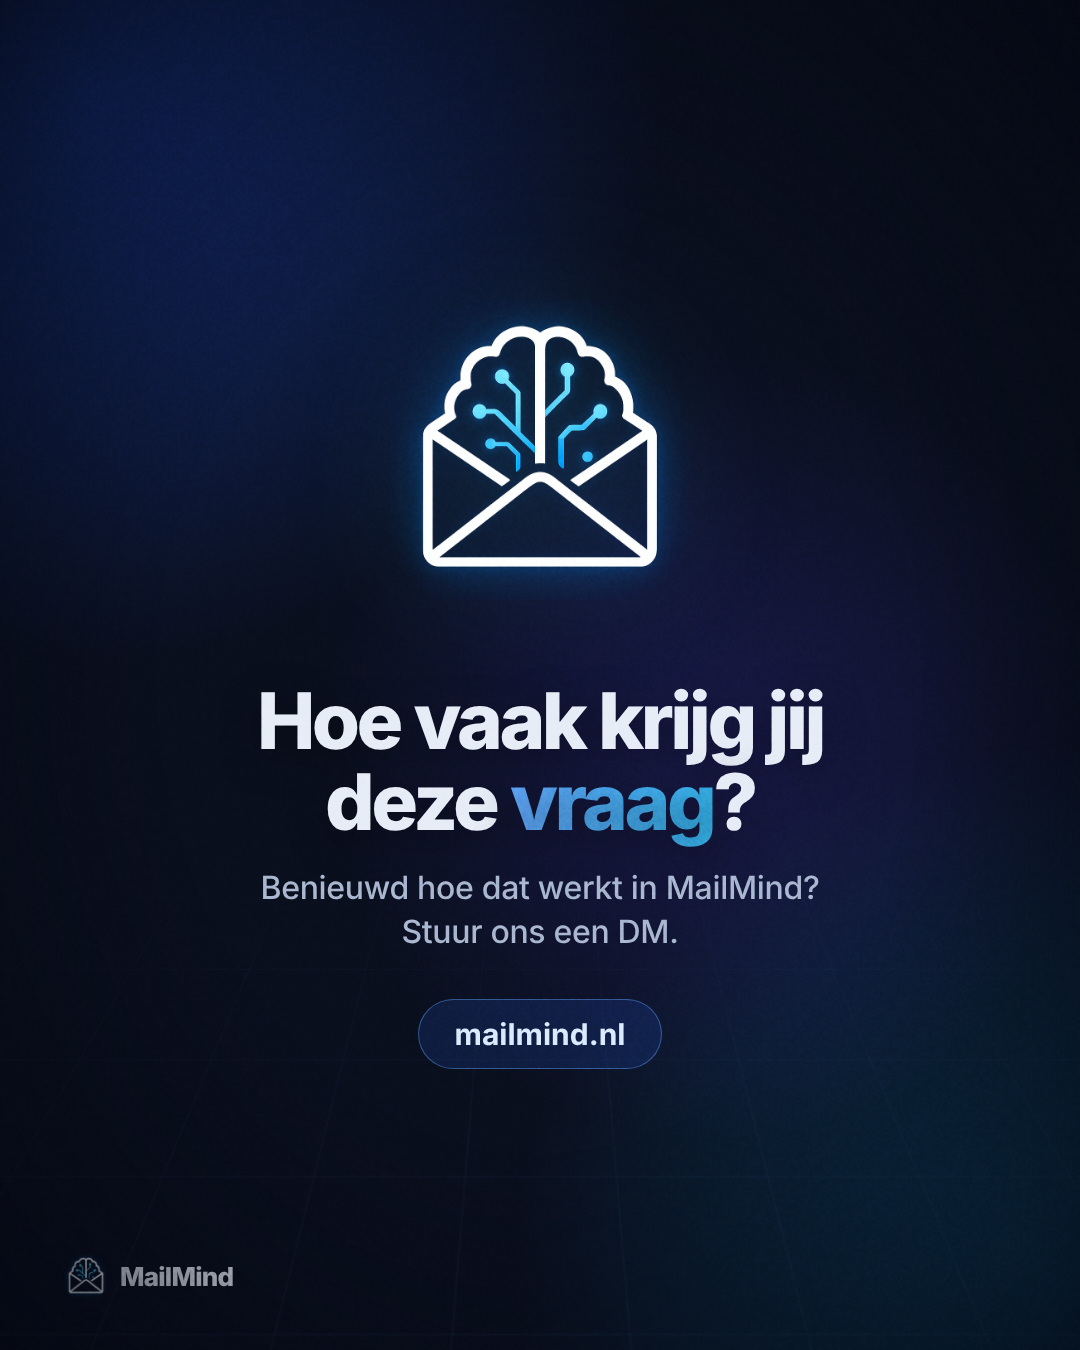 Hoe vaak krijg jij
deze vraag?
Benieuwd hoe dat werkt in MailMind?
Stuur ons een DM.
mailmind.nl
MailMind